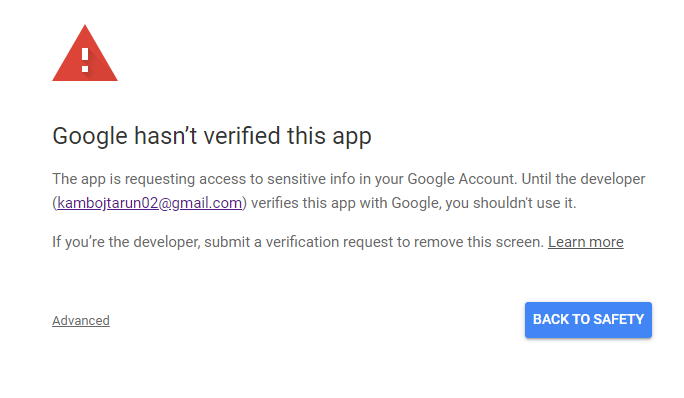 Google hasn’t verified this app
The app is requesting access to sensitive info in your Google Account. Until the developer
(kambojtarun02@gmail.com) verifies this app with Google, you shouldn't use it.
If you’re the developer, submit a verification request to remove this screen. Learn more
Advanced
BACK TO SAFETY